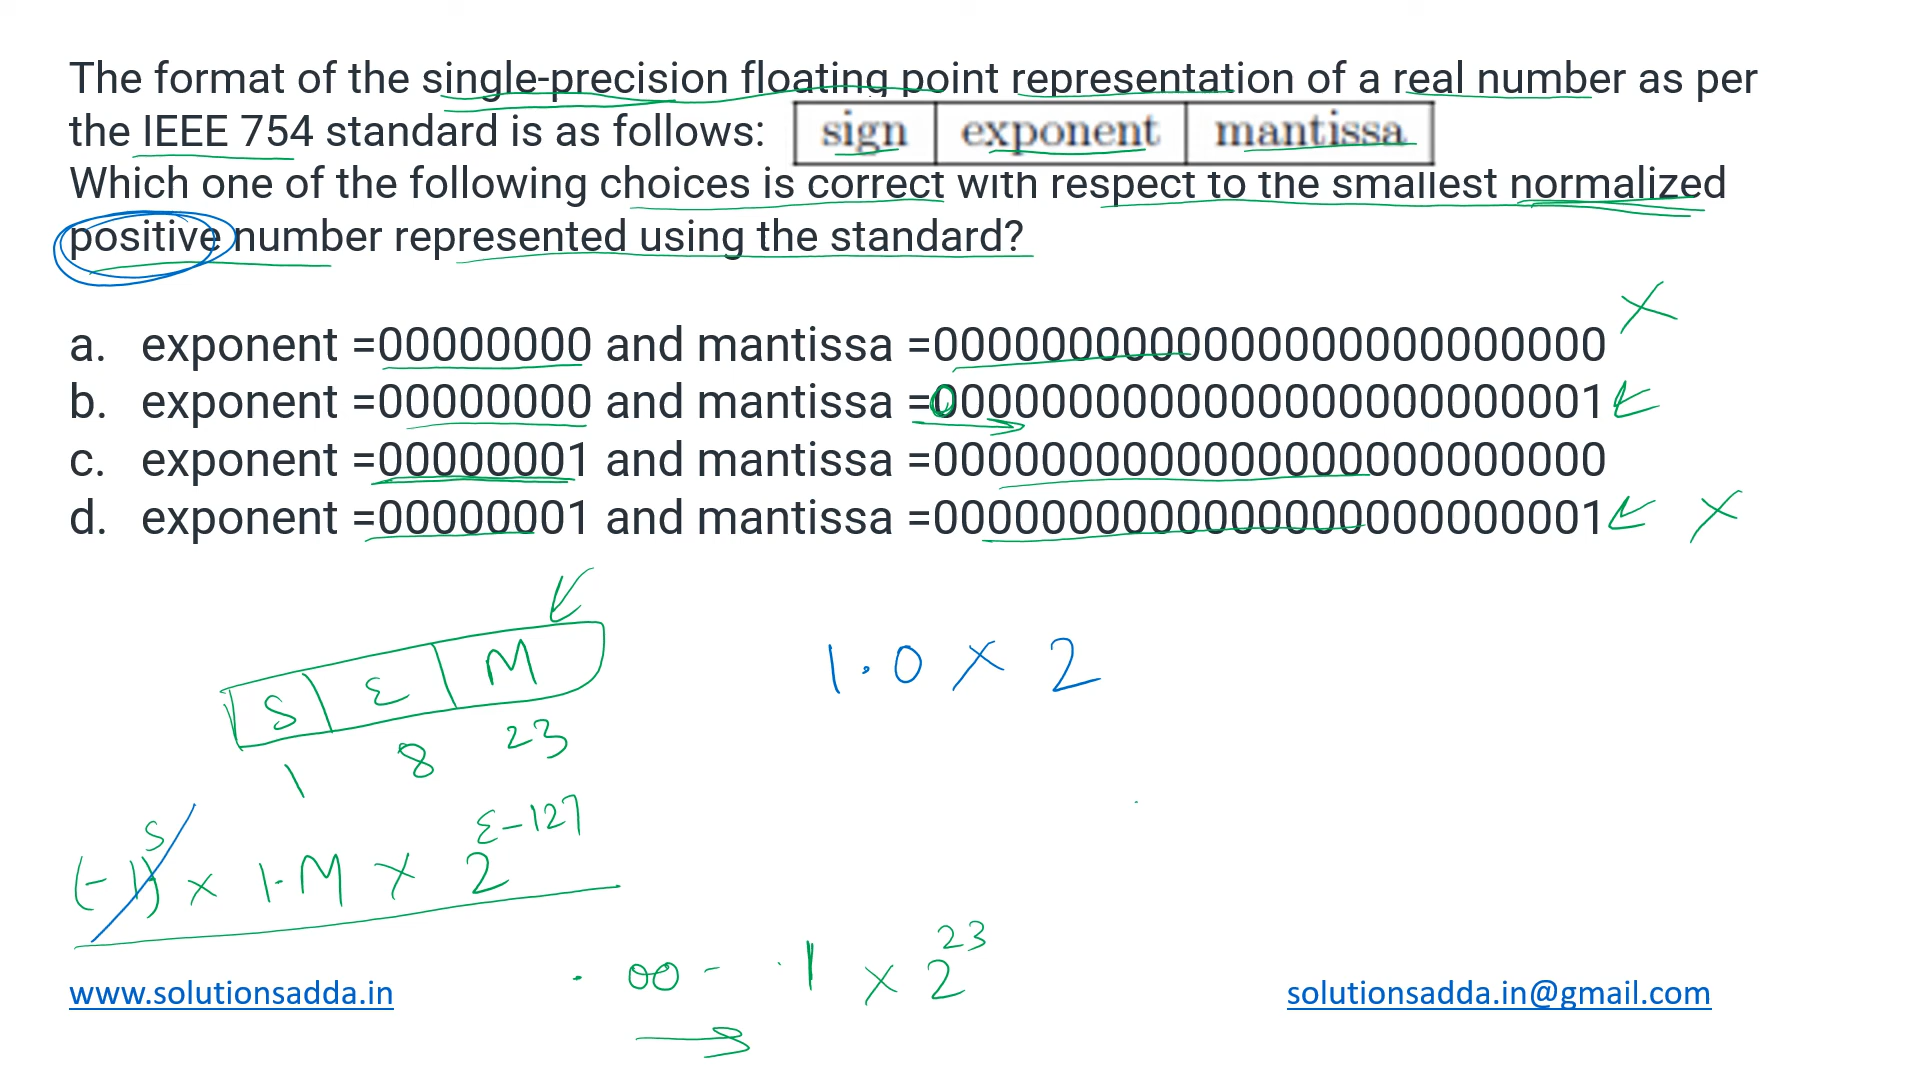 The format of the single-precision floating point representation of a real number as per
the IEEE 754 standard is as follows: sign exponent mantissa
Which one of the following choices is correct with respect to the smallest normalized
positive number represented using the standard?
a. exponent =00000000 and mantissa =0000000000000000000000000
b. exponent =00000000 and mantissa =0000000000000000000000001
c. exponent =00000001 and mantissa =0000000000000000000000000
d. exponent =00000001 and mantissa =0000000000000000000000001
S E M
1 8 23
1.0 × 2
(-1)^S × 1.M × 2^E-127
. 00 - .1 × 2^23
www.solutionsadda.in
solutionsadda.in@gmail.com